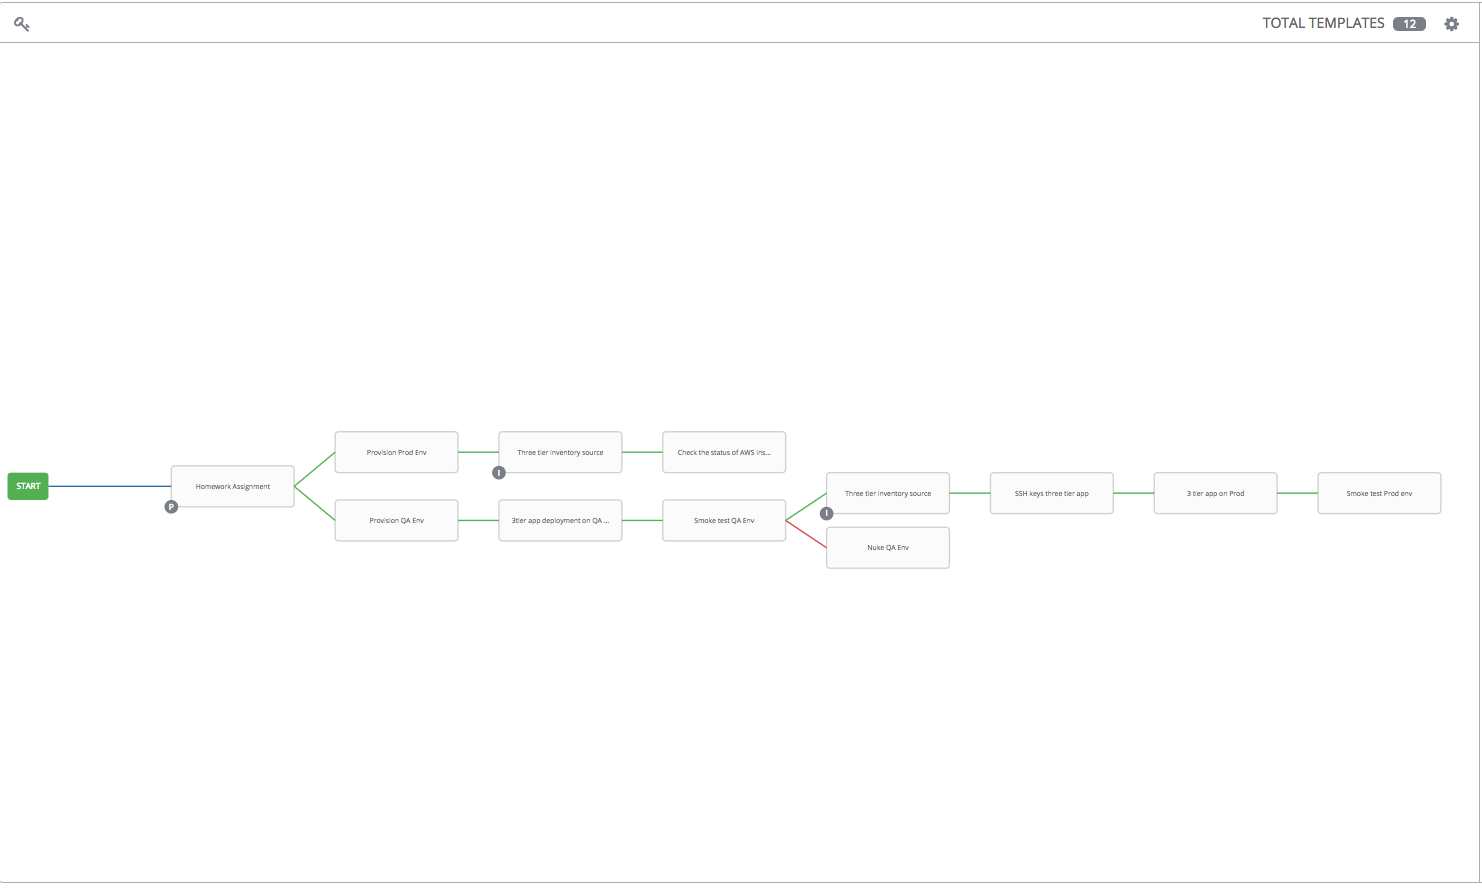 TOTAL TEMPLATES 12
Provision Prod Env
Three tier inventory source
Check the status of AWS Ins...
I
START
Homework Assignment
P
Provision QA Env
3tier app deployment on QA ...
Smoke test QA Env
Three tier inventory source
SSH keys three tier app
3 tier app on Prod
Smoke test Prod env
I
Nuke QA Env